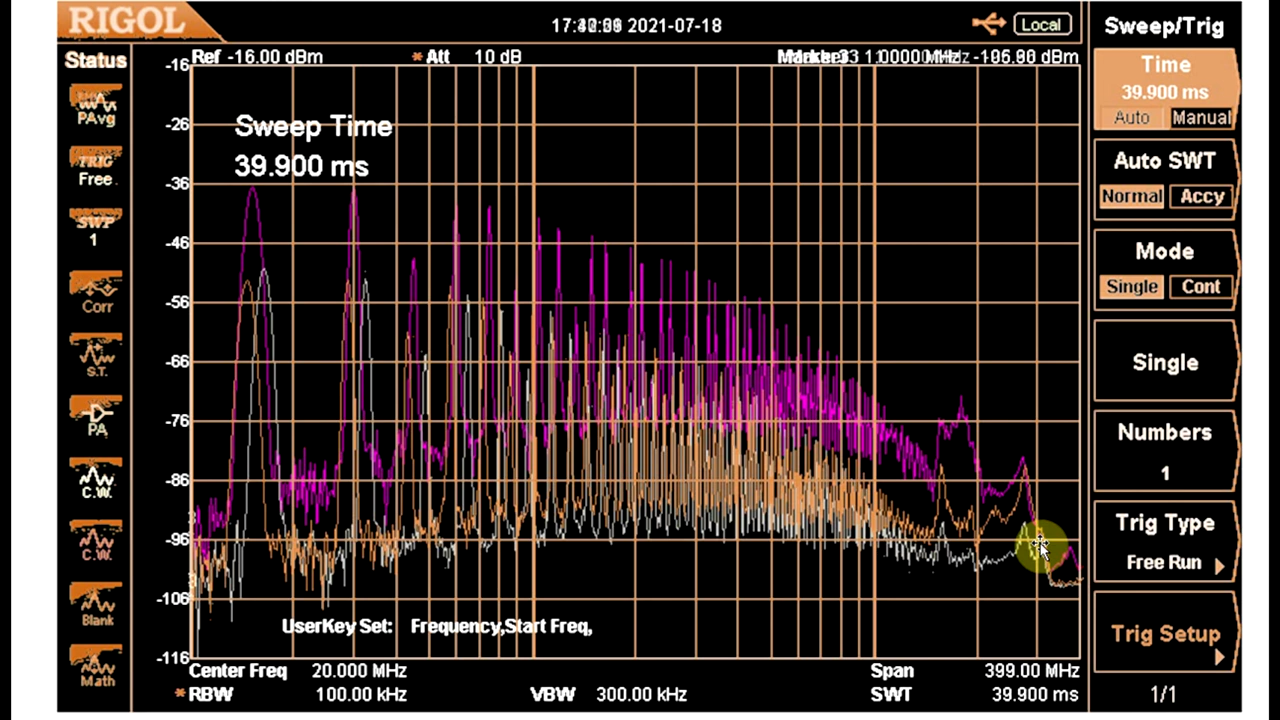 RIGOL
2021-07-18
Local
Sweep/Trig
Status
Ref -16.00 dBm
* Att 10 dB
dBm
Time
39.900 ms
Auto Manual
Sweep Time
39.900 ms
PAvg
TRIG
Free
SWP
1
Corr
S.T.
PA
C.W.
C.W.
Blank
Math
-16
-26
-36
-46
-56
-66
-76
-86
-96
-106
-116
Auto SWT
Normal Accy
Mode
Single Cont
Single
Numbers
1
Trig Type
Free Run
Trig Setup
1/1
UserKey Set: Frequency,Start Freq,
Center Freq 20.000 MHz
Span 399.00 MHz
* RBW 100.00 kHz
VBW 300.00 kHz
SWT 39.900 ms